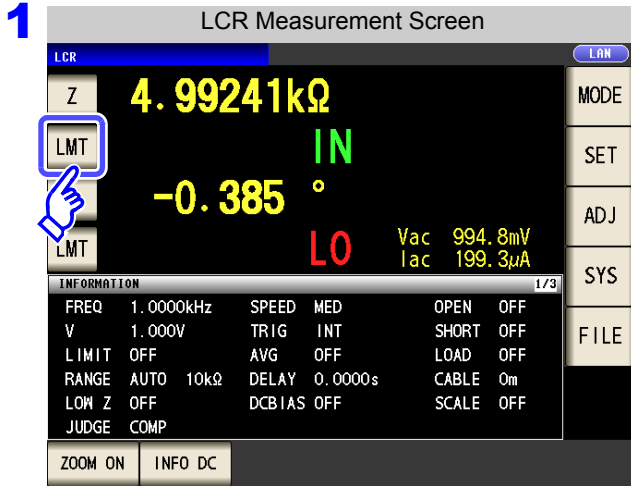 1
LCR Measurement Screen
LCR
LAN
Z 4.99241kΩ
LMT IN
-0.385 °
LMT LO
Vac 994.8mV
Iac 199.3μA
MODE
SET
ADJ
SYS
FILE
INFORMATION 1/3
FREQ 1.0000kHz SPEED MED OPEN OFF
V 1.000V TRIG INT SHORT OFF
LIMIT OFF AVG OFF LOAD OFF
RANGE AUTO 10kΩ DELAY 0.0000s CABLE 0m
LOW Z OFF DCBIAS OFF SCALE OFF
JUDGE COMP
ZOOM ON INFO DC